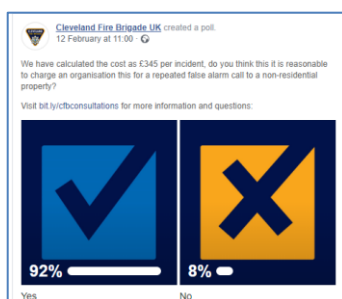 Cleveland Fire Brigade UK created a poll.
12 February at 11:00 ·
We have calculated the cost as £345 per incident, do you think this it is reasonable
to charge an organisation this for a repeated false alarm call to a non-residential
property?
Visit bit.ly/cfbconsultations for more information and questions:
92%
8%
Yes
No